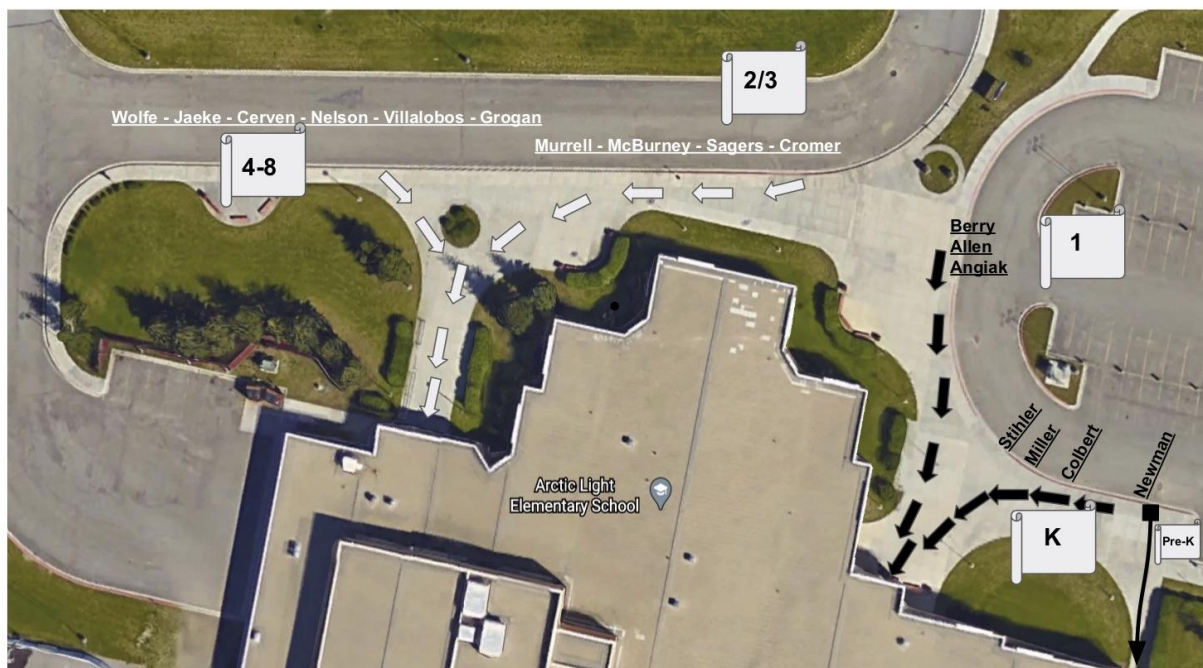 2/3
Wolfe - Jaeke - Cerven - Nelson - Villalobos - Grogan
Murrell - McBurney - Sagers - Cromer
4-8
Berry
Allen
Angiak
1
Stihler
Miller
Colbert
Newman
Arctic Light
Elementary School
K
Pre-K